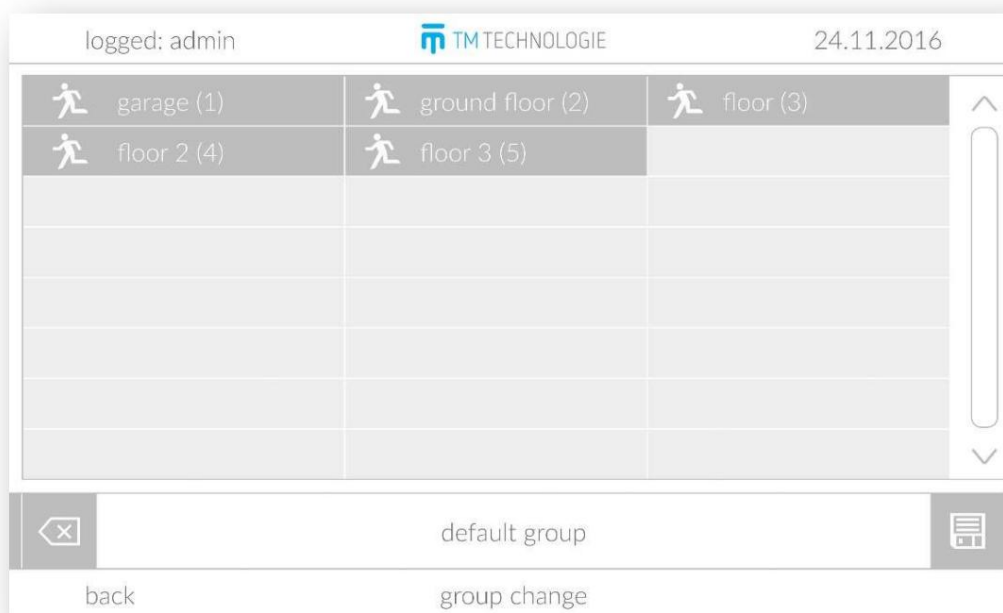 logged: admin TM TECHNOLOGIE 24.11.2016
garage (1) ground floor (2) floor (3)
floor 2 (4) floor 3 (5)
default group
back group change